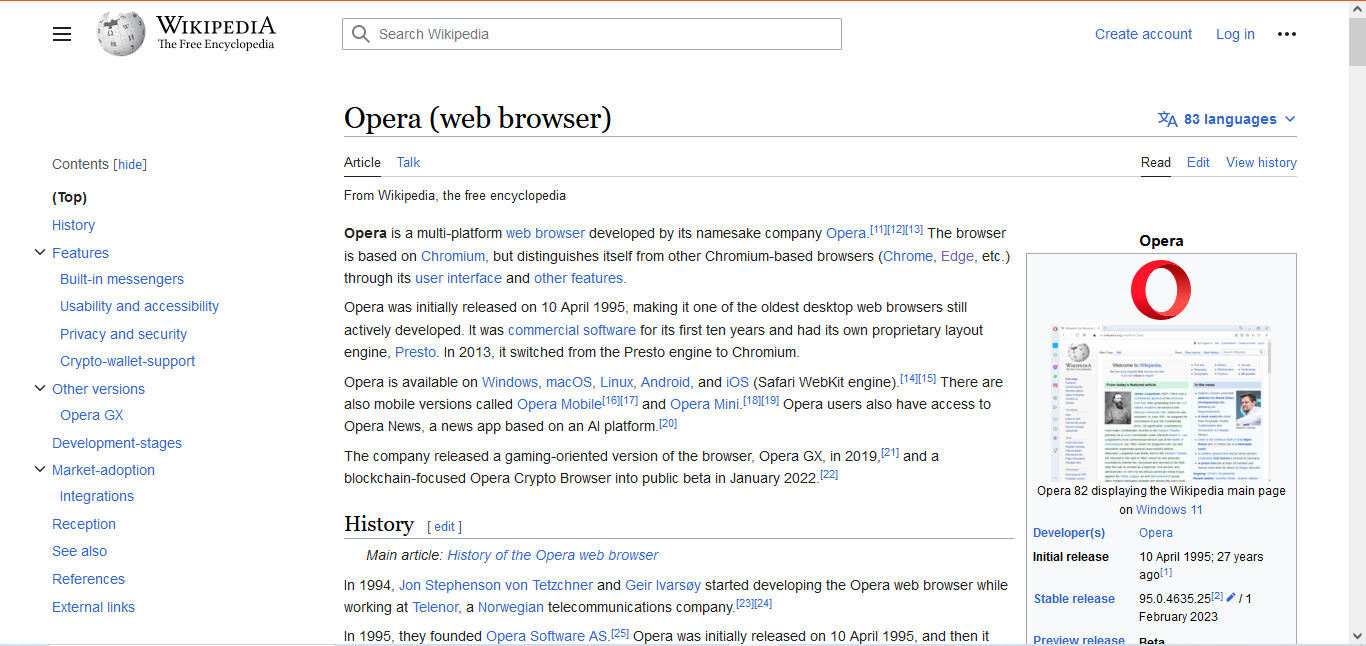 WIKIPEDIA
The Free Encyclopedia
Search Wikipedia
Create account Log in
Opera (web browser)
83 languages
Article Talk
Read Edit View history
From Wikipedia, the free encyclopedia
Contents [hide]
(Top)
History
Features
Built-in messengers
Usability and accessibility
Privacy and security
Crypto-wallet-support
Other versions
Opera GX
Development-stages
Market-adoption
Integrations
Reception
See also
References
External links
Opera is a multi-platform web browser developed by its namesake company Opera.[11][12][13] The browser
is based on Chromium, but distinguishes itself from other Chromium-based browsers (Chrome, Edge, etc.)
through its user interface and other features.
Opera was initially released on 10 April 1995, making it one of the oldest desktop web browsers still
actively developed. It was commercial software for its first ten years and had its own proprietary layout
engine, Presto. In 2013, it switched from the Presto engine to Chromium.
Opera is available on Windows, macOS, Linux, Android, and iOS (Safari WebKit engine).[14][15] There are
also mobile versions called Opera Mobile[16][17] and Opera Mini.[18][19] Opera users also have access to
Opera News, a news app based on an AI platform.[20]
The company released a gaming-oriented version of the browser, Opera GX, in 2019,[21] and a
blockchain-focused Opera Crypto Browser into public beta in January 2022.[22]
History [ edit ]
Main article: History of the Opera web browser
In 1994, Jon Stephenson von Tetzchner and Geir Ivarsøy started developing the Opera web browser while
working at Telenor, a Norwegian telecommunications company.[23][24]
In 1995, they founded Opera Software AS.[25] Opera was initially released on 10 April 1995, and then it
Opera
Welcome to Wikipedia,
From today's featured article
In the news
Opera 82 displaying the Wikipedia main page
on Windows 11
Developer(s) Opera
Initial release 10 April 1995; 27 years
ago[1]
Stable release 95.0.4635.25[2] / 1
February 2023
Preview release Beta